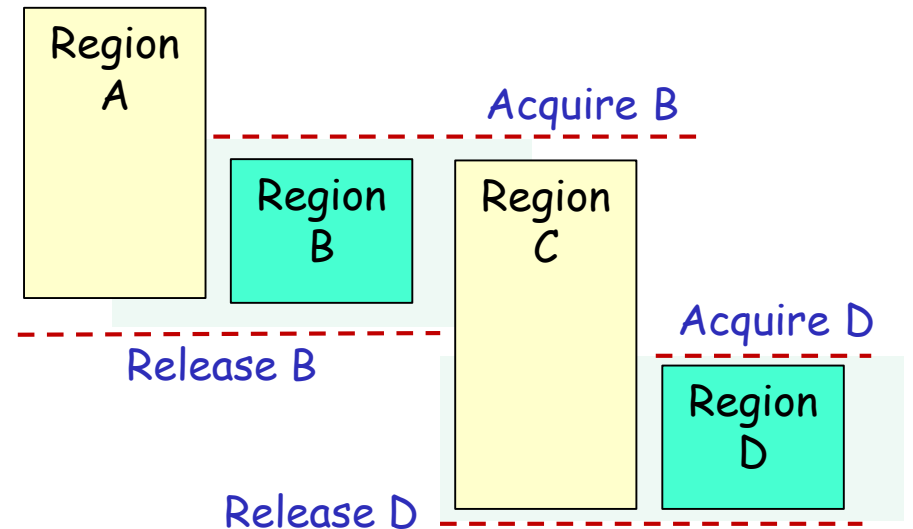 Region
A
Acquire B
Region
B
Region
C
Release B
Acquire D
Region
D
Release D